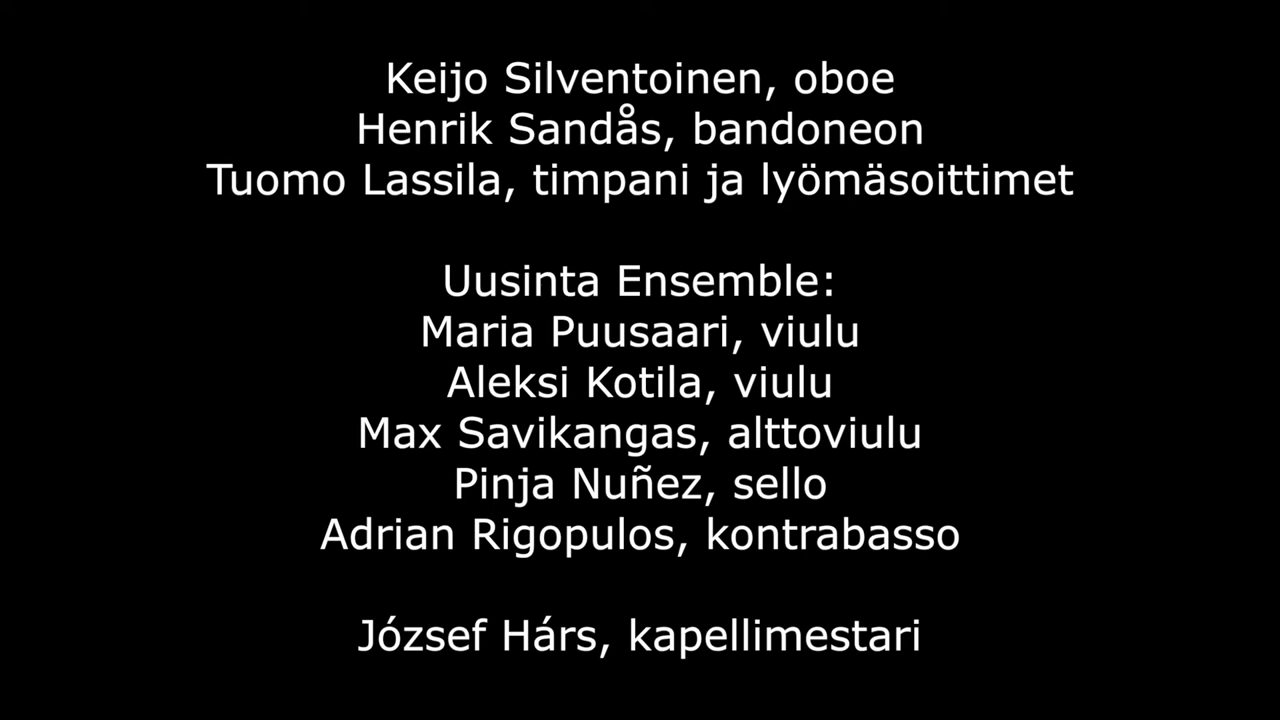 Keijo Silventoinen, oboe
Henrik Sandås, bandoneon
Tuomo Lassila, timpani ja lyömäsoittimet
Uusinta Ensemble:
Maria Puusaari, viulu
Aleksi Kotila, viulu
Max Savikangas, alttoviulu
Pinja Nuñez, sello
Adrian Rigopulos, kontrabasso
József Hárs, kapellimestari